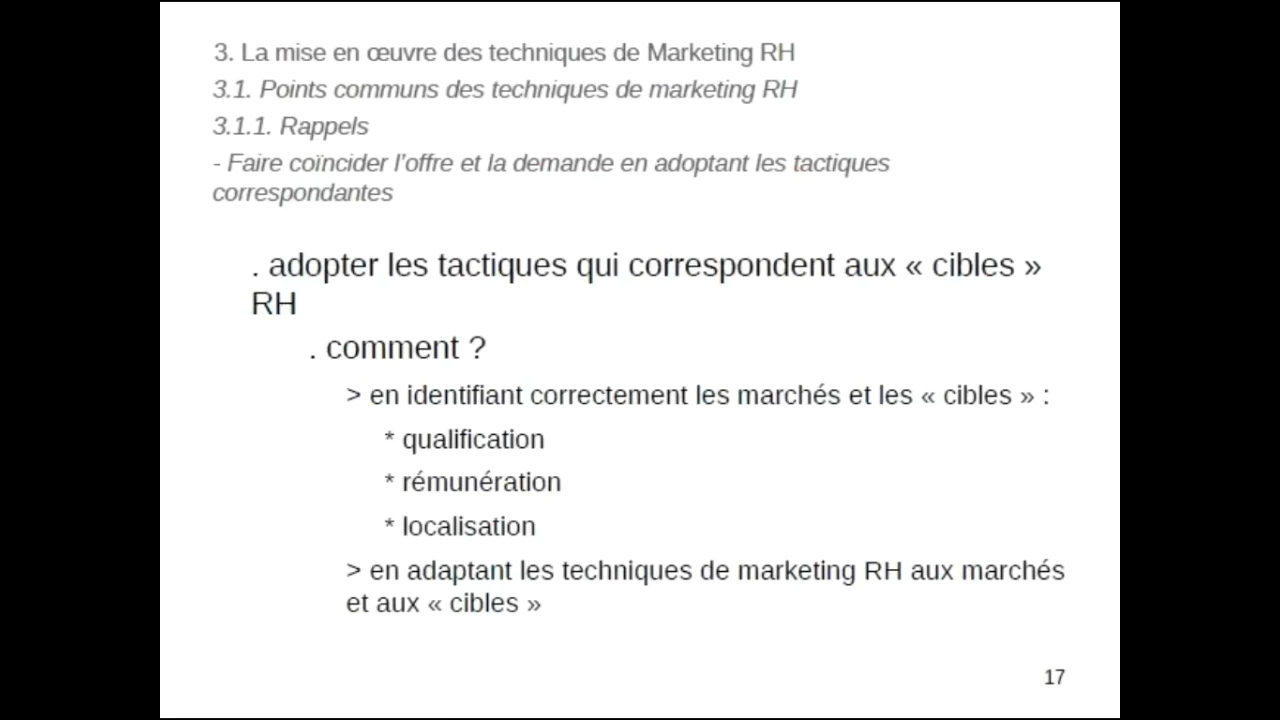 3. La mise en œuvre des techniques de Marketing RH
3.1. Points communs des techniques de marketing RH
3.1.1. Rappels
- Faire coïncider l’offre et la demande en adoptant les tactiques
correspondantes
. adopter les tactiques qui correspondent aux « cibles »
RH
. comment ?
> en identifiant correctement les marchés et les « cibles » :
* qualification
* rémunération
* localisation
> en adaptant les techniques de marketing RH aux marchés
et aux « cibles »
17